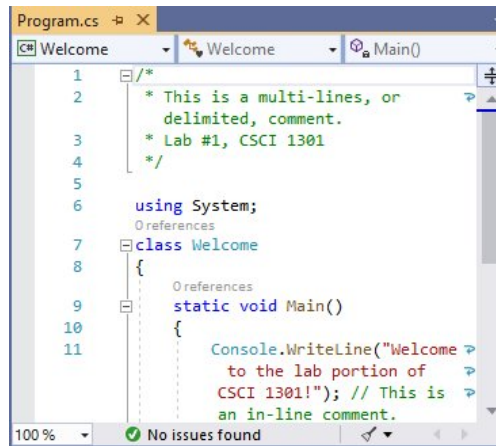 Program.cs
C# Welcome Welcome Main()
1 /*
2 * This is a multi-lines, or
delimited, comment.
3 * Lab #1, CSCI 1301
4 */
5
6 using System;
0 references
7 class Welcome
8 {
0 references
9 static void Main()
10 {
11 Console.WriteLine("Welcome
to the lab portion of
CSCI 1301!"); // This is
an in-line comment.
100 % No issues found